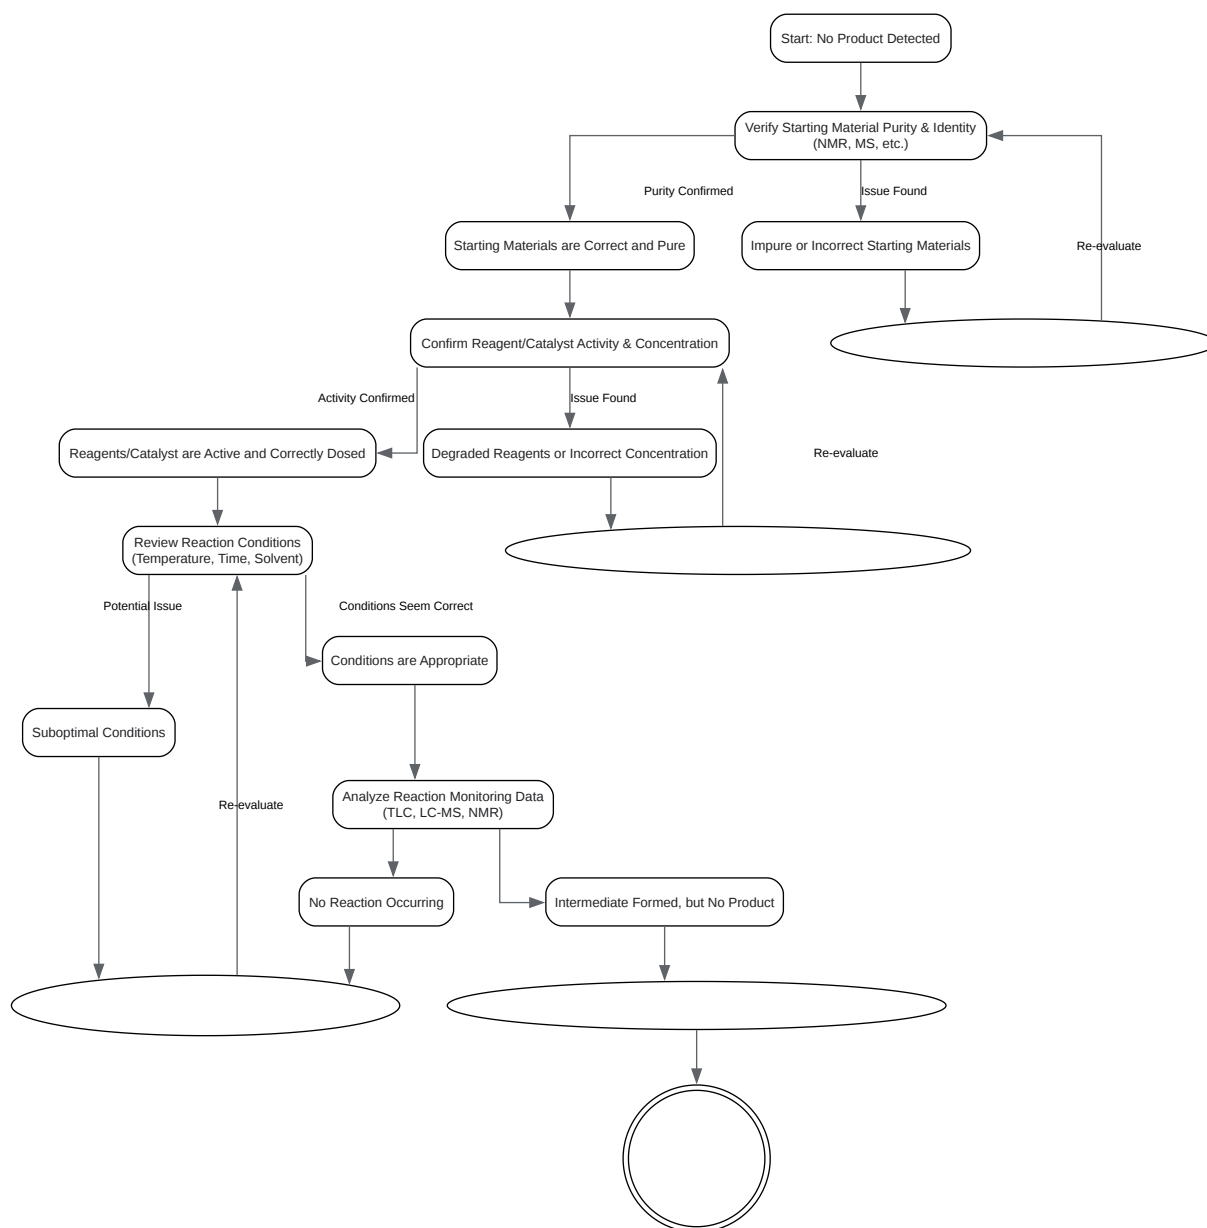 Start: No Product Detected
Verify Starting Material Purity & Identity
(NMR, MS, etc.)
Purity Confirmed
Issue Found
Starting Materials are Correct and Pure
Impure or Incorrect Starting Materials
Re-evaluate
Confirm Reagent/Catalyst Activity & Concentration
Activity Confirmed
Issue Found
Reagents/Catalyst are Active and Correctly Dosed
Degraded Reagents or Incorrect Concentration
Re-evaluate
Review Reaction Conditions
(Temperature, Time, Solvent)
Potential Issue
Conditions Seem Correct
Conditions are Appropriate
Suboptimal Conditions
Re-evaluate
Analyze Reaction Monitoring Data
(TLC, LC-MS, NMR)
No Reaction Occurring
Intermediate Formed, but No Product